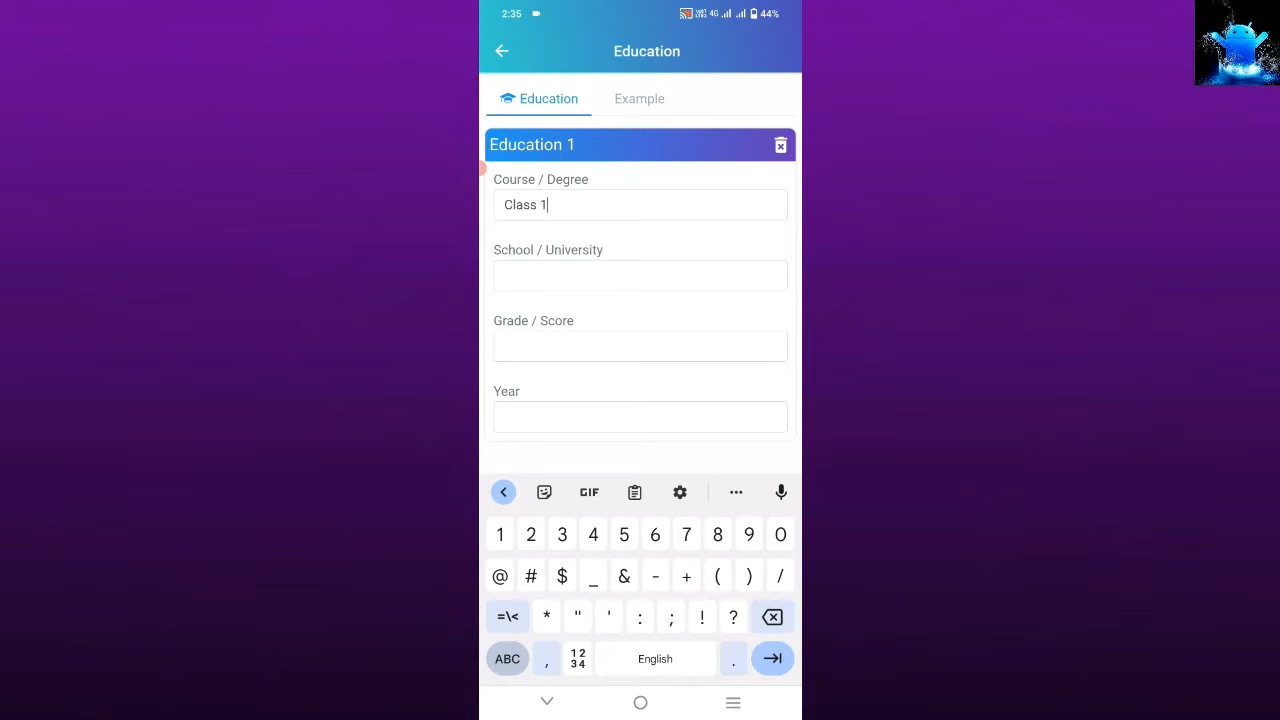 2:35 4G 44%
Education
Education Example
Education 1
Course / Degree
Class 1
School / University
Grade / Score
Year
GIF
1 2 3 4 5 6 7 8 9 0
@ # $ _ & - + ( ) /
=\< * " ' : ; ! ?
ABC , 12 34 English .